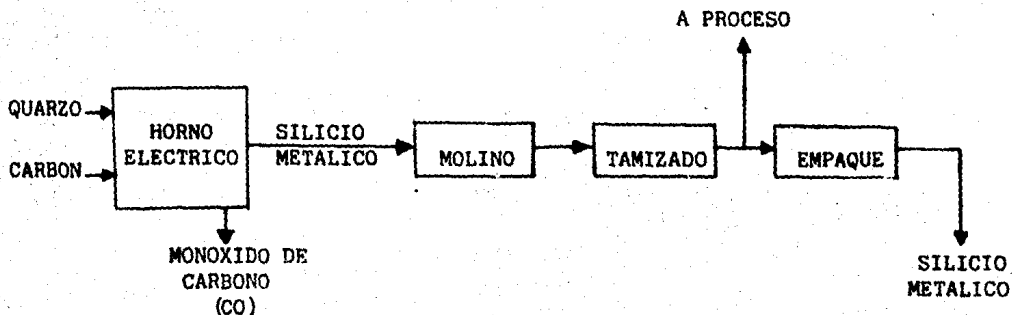 A PROCESO
QUARZO
CARBON
HORNO
ELECTRICO
SILICIO
METALICO
MOLINO
TAMIZADO
EMPAQUE
MONOXIDO DE
CARBONO
(CO)
SILICIO
METALICO